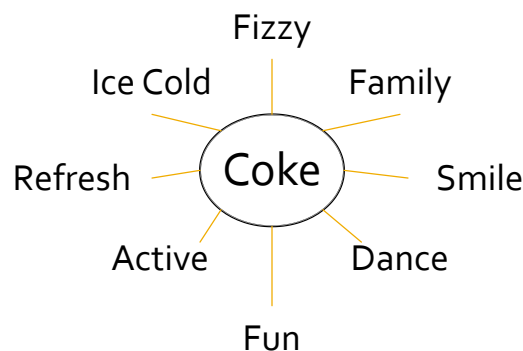 Fizzy
Ice Cold
Family
Coke
Refresh
Smile
Active
Dance
Fun